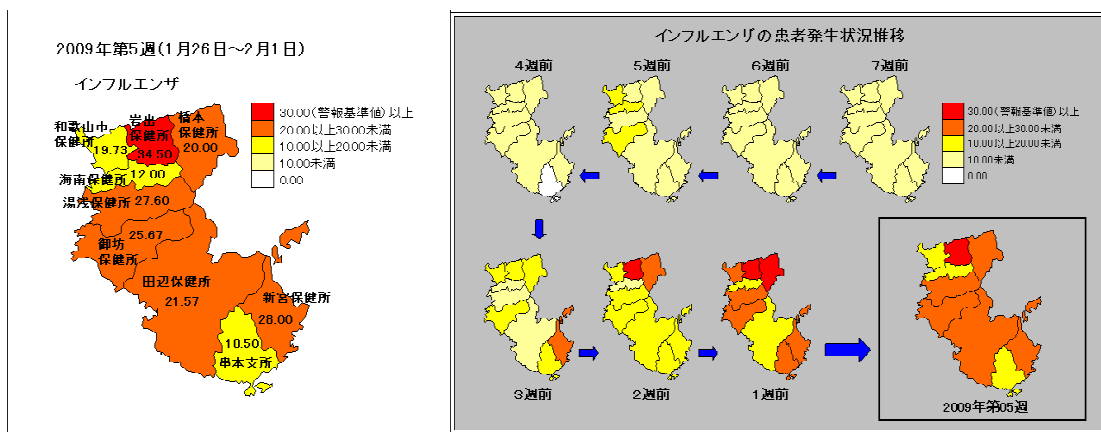 2009年第5週(1月26日～2月1日)
インフルエンザ
30.00(警報基準値)以上
20.00以上30.00未満
10.00以上20.00未満
10.00未満
0.00
和歌山市
保健所
19.73
岩出
保健所
34.50
橋本
保健所
20.00
海南保健所
12.00
湯浅保健所
27.60
御坊
保健所
25.67
田辺保健所
21.57
新宮保健所
28.00
10.50
串本支所
インフルエンザの患者発生状況推移
4週前
5週前
6週前
7週前
30.00(警報基準値)以上
20.00以上30.00未満
10.00以上20.00未満
10.00未満
0.00
3週前
2週前
1週前
2009年第05週